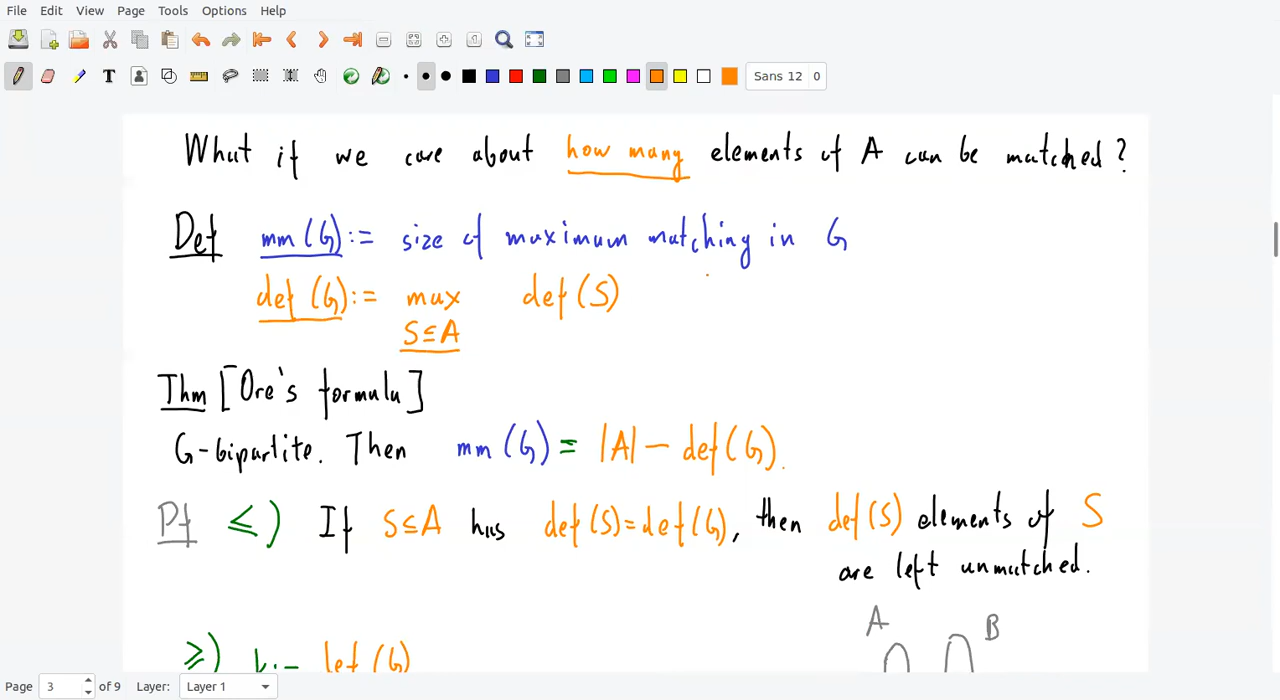 File Edit View Page Tools Options Help
Sans 12 0
What if we care about how many elements of A can be matched?
Def mm(G):= size of maximum matching in G
def(G):= max def(S)
S⊆A
Thm [Ore's formula]
G-bipartite. Then mm(G) = |A| − def(G).
Pf ≤) If S⊆A has def(S)=def(G), then def(S) elements of S
are left unmatched.
A B
≥) k:= def(G)
Page 3 of 9 Layer: Layer 1